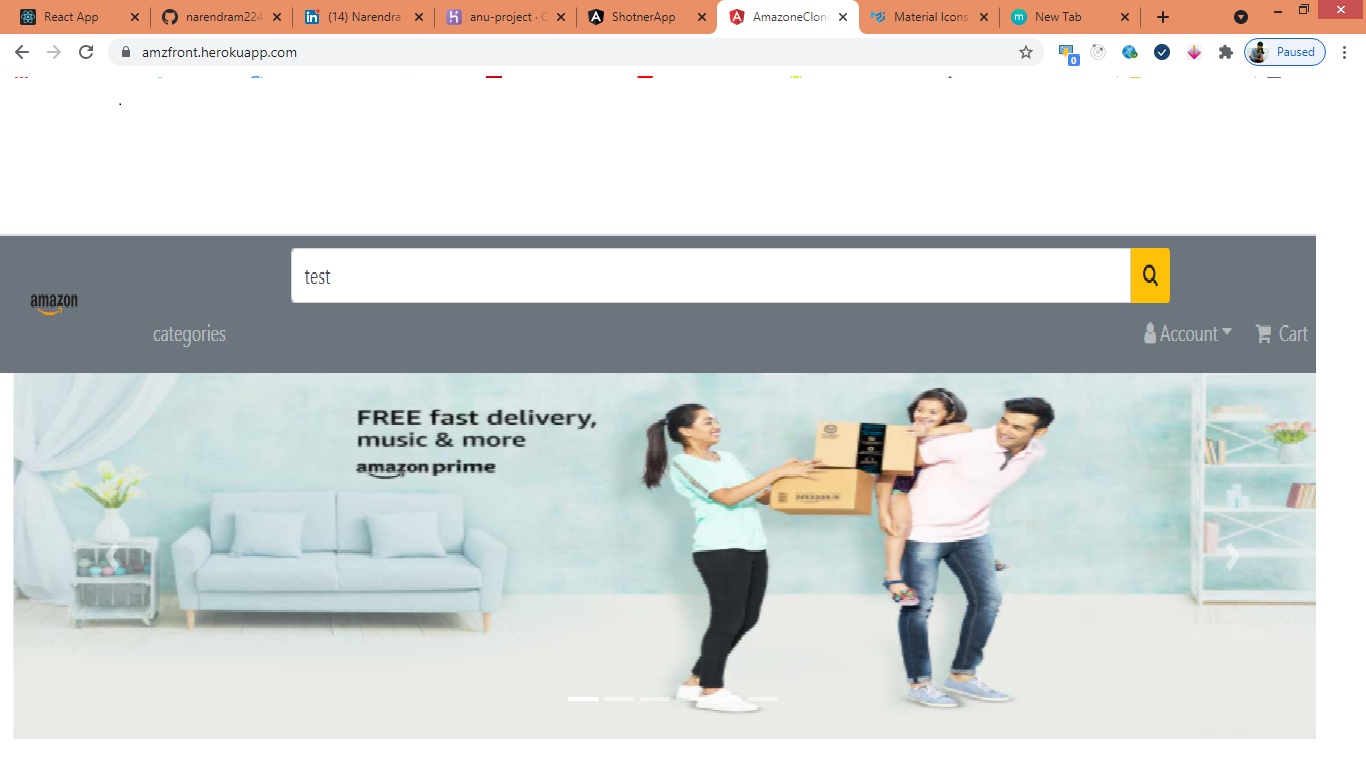 React App
narendram224
(14) Narendra
anu-project · G
ShotnerApp
AmazoneClon
Material Icons
New Tab
amzfront.herokuapp.com
0
Paused
.
test
amazon
categories
Account
Cart
FREE fast delivery,
music & more
amazon prime